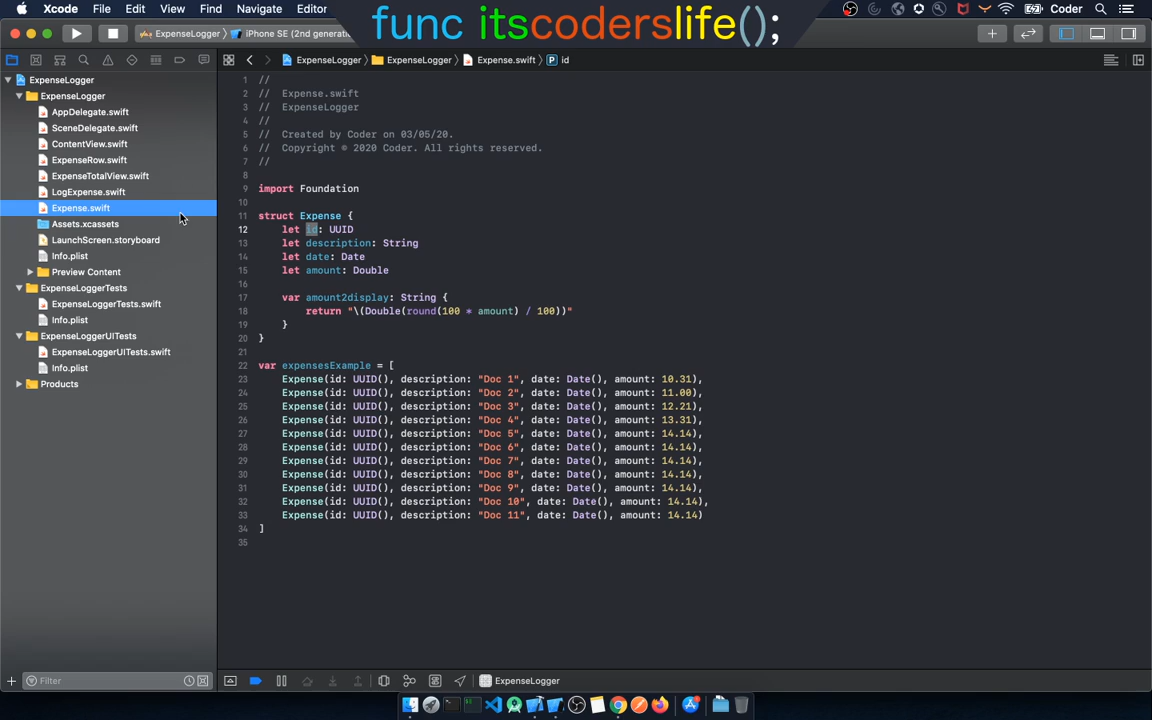 Xcode File Edit View Find Navigate Editor
Coder
func itscoderslife();
ExpenseLogger iPhone SE (2nd generati
ExpenseLogger ExpenseLogger Expense.swift id
ExpenseLogger
ExpenseLogger
AppDelegate.swift
SceneDelegate.swift
ContentView.swift
ExpenseRow.swift
ExpenseTotalView.swift
LogExpense.swift
Expense.swift
Assets.xcassets
LaunchScreen.storyboard
Info.plist
Preview Content
ExpenseLoggerTests
ExpenseLoggerTests.swift
Info.plist
ExpenseLoggerUITests
ExpenseLoggerUITests.swift
Info.plist
Products
Filter
1 //
2 // Expense.swift
3 // ExpenseLogger
4 //
5 // Created by Coder on 03/05/20.
6 // Copyright © 2020 Coder. All rights reserved.
7 //
8
9 import Foundation
10
11 struct Expense {
12 let id: UUID
13 let description: String
14 let date: Date
15 let amount: Double
16
17 var amount2display: String {
18 return "\(Double(round(100 * amount) / 100))"
19 }
20 }
21
22 var expensesExample = [
23 Expense(id: UUID(), description: "Doc 1", date: Date(), amount: 10.31),
24 Expense(id: UUID(), description: "Doc 2", date: Date(), amount: 11.00),
25 Expense(id: UUID(), description: "Doc 3", date: Date(), amount: 12.21),
26 Expense(id: UUID(), description: "Doc 4", date: Date(), amount: 13.31),
27 Expense(id: UUID(), description: "Doc 5", date: Date(), amount: 14.14),
28 Expense(id: UUID(), description: "Doc 6", date: Date(), amount: 14.14),
29 Expense(id: UUID(), description: "Doc 7", date: Date(), amount: 14.14),
30 Expense(id: UUID(), description: "Doc 8", date: Date(), amount: 14.14),
31 Expense(id: UUID(), description: "Doc 9", date: Date(), amount: 14.14),
32 Expense(id: UUID(), description: "Doc 10", date: Date(), amount: 14.14),
33 Expense(id: UUID(), description: "Doc 11", date: Date(), amount: 14.14)
34 ]
35
ExpenseLogger